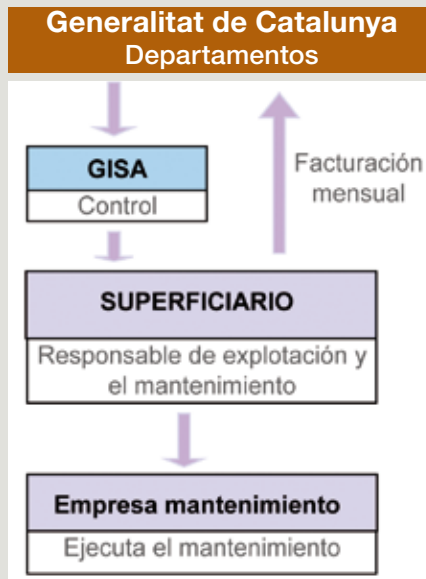 Generalitat de Catalunya
Departamentos
GISA
Control
Facturación
mensual
SUPERFICIARIO
Responsable de explotación y
el mantenimiento
Empresa mantenimiento
Ejecuta el mantenimiento